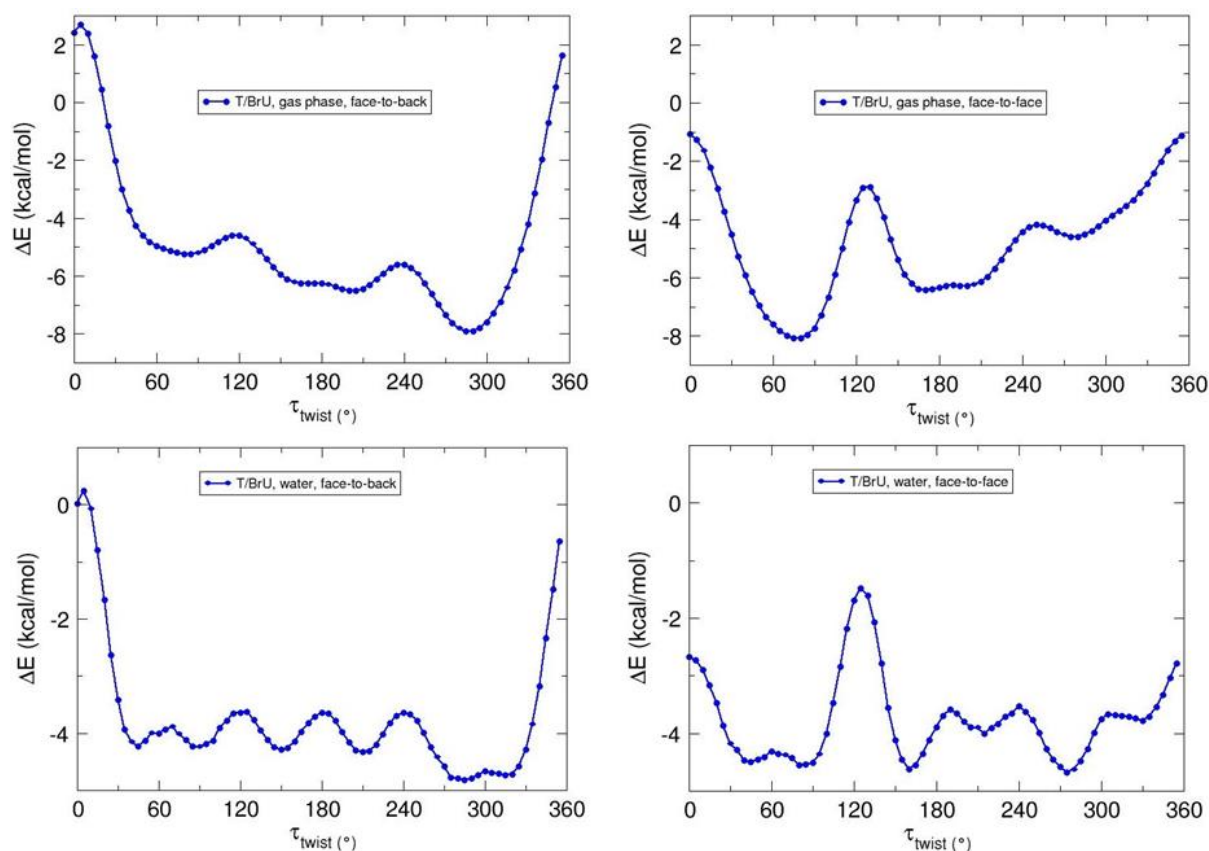 2
0
-2
-4
-6
-8
ΔE (kcal/mol)
T/BrU, gas phase, face-to-back
0 60 120 180 240 300 360
τtwist (°)
2
0
-2
-4
-6
-8
ΔE (kcal/mol)
T/BrU, gas phase, face-to-face
0 60 120 180 240 300 360
τtwist (°)
0
-2
-4
ΔE (kcal/mol)
T/BrU, water, face-to-back
0 60 120 180 240 300 360
τtwist (°)
0
-2
-4
ΔE (kcal/mol)
T/BrU, water, face-to-face
0 60 120 180 240 300 360
τtwist (°)